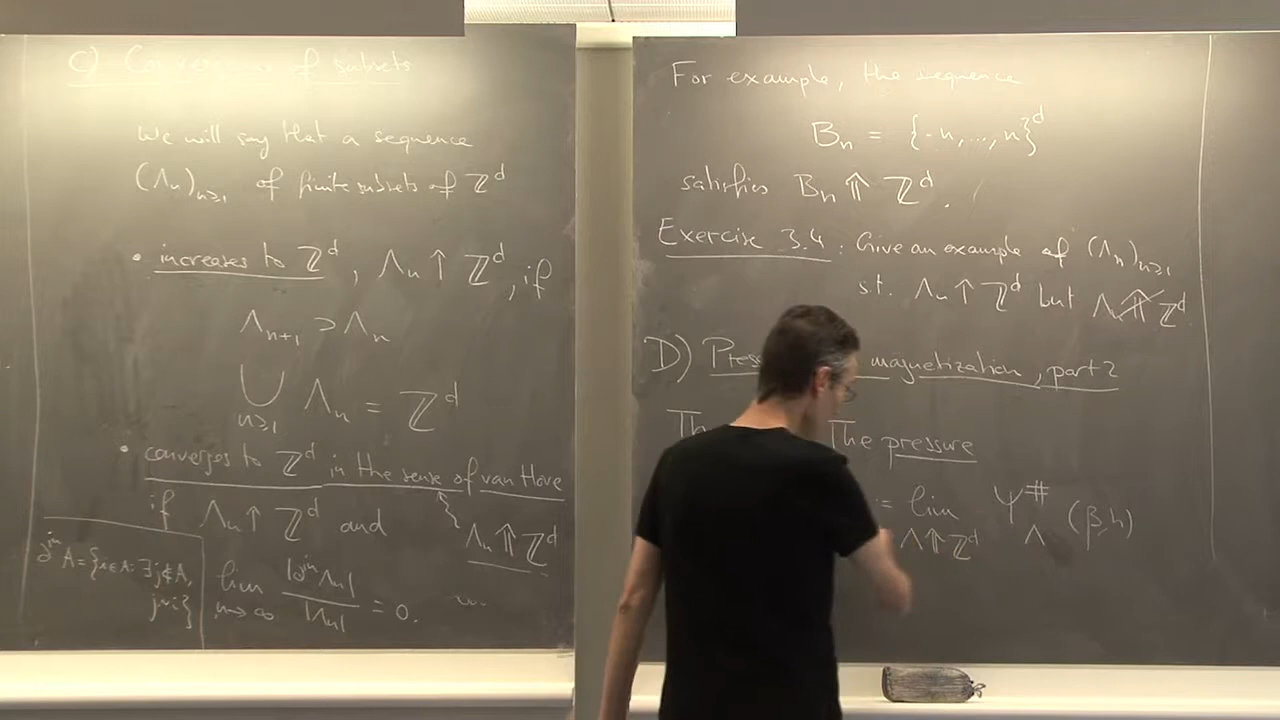 C) Convergence of subsets
We will say that a sequence
(Λₙ)ₙ≥₁ of finite subsets of ℤᵈ
• increases to ℤᵈ, Λₙ ↑ ℤᵈ, if
Λₙ₊₁ ⊃ Λₙ
⋃ₙ≥₁ Λₙ = ℤᵈ
• converges to ℤᵈ in the sense of van Hove
if Λₙ ↑ ℤᵈ and
Λₙ ⇑ ℤᵈ
∂ⁱⁿA = {i∈A: ∃j∉A,
j~i}
lim n→∞ |∂ⁱⁿΛₙ| / |Λₙ| = 0.
For example, the sequence
Bₙ = {-n,...,n}ᵈ
satisfies Bₙ ⇑ ℤᵈ.
Exercise 3.4: Give an example of (Λₙ)ₙ≥₁
s.t. Λₙ ↑ ℤᵈ but Λₙ ⇑̸ ℤᵈ
D) Pres magnetization, part 2
Th The pressure
= lim Λ⇑ℤᵈ ψ^#_Λ (β,h)